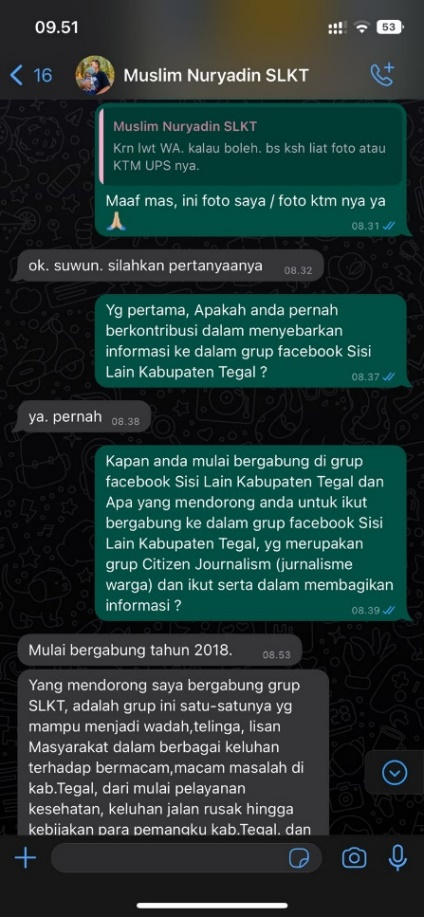 09.51
53
16
Muslim Nuryadin SLKT
Muslim Nuryadin SLKT
Krn lwt WA. kalau boleh. bs ksh liat foto atau
KTM UPS nya.
Maaf mas, ini foto saya / foto ktm nya ya
08.31
ok. suwun. silahkan pertanyaanya
08.32
Yg pertama, Apakah anda pernah
berkontribusi dalam menyebarkan
informasi ke dalam grup facebook Sisi
Lain Kabupaten Tegal ?
08.37
ya. pernah
08.38
Kapan anda mulai bergabung di grup
facebook Sisi Lain Kabupaten Tegal dan
Apa yang mendorong anda untuk ikut
bergabung ke dalam grup facebook Sisi
Lain Kabupaten Tegal, yg merupakan
grup Citizen Journalism (jurnalisme
warga) dan ikut serta dalam membagikan
informasi ?
08.39
Mulai bergabung tahun 2018.
08.53
Yang mendorong saya bergabung grup
SLKT, adalah grup ini satu-satunya yg
mampu menjadi wadah,telinga, lisan
Masyarakat dalam berbagai keluhan
terhadap bermacam,macam masalah di
kab.Tegal, dari mulai pelayanan
kesehatan, keluhan jalan rusak hingga
kebijakan para pemangku kab.Tegal. dan